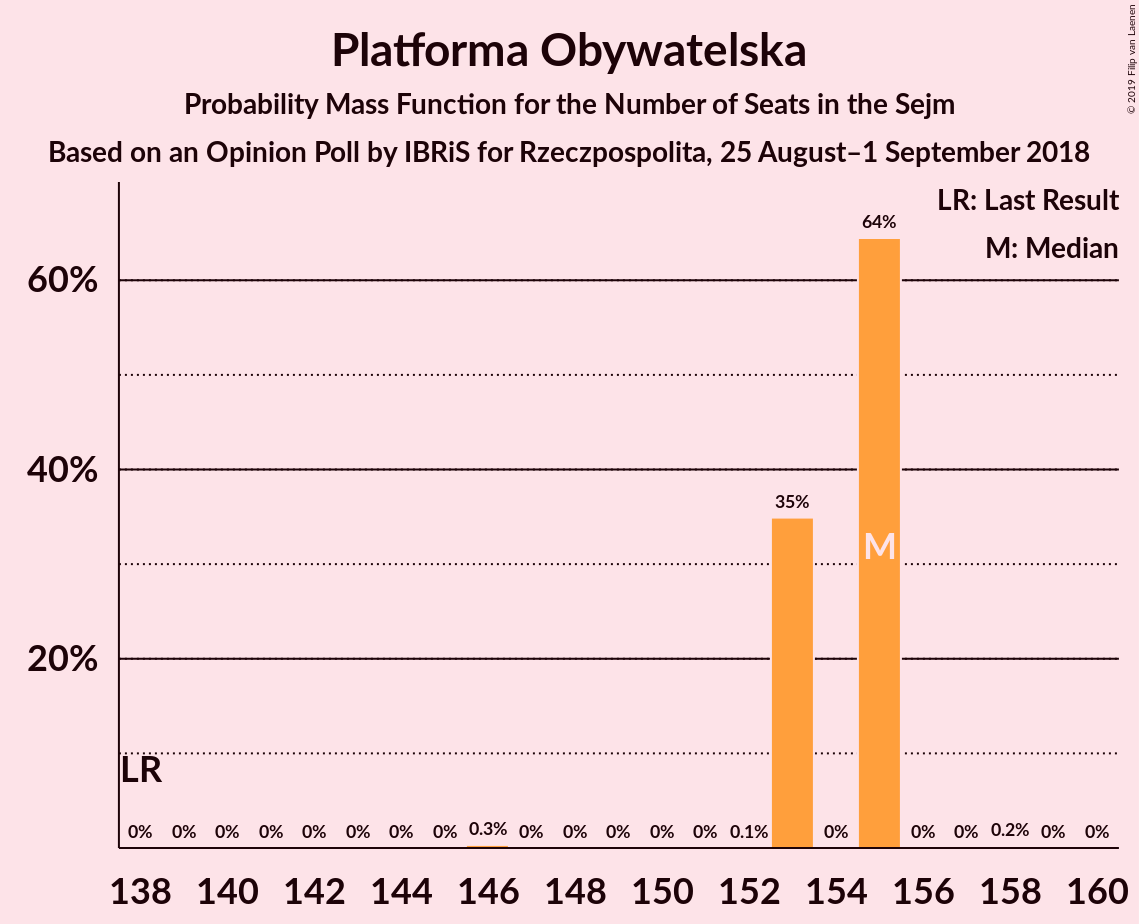 Platforma Obywatelska
Probability Mass Function for the Number of Seats in the Sejm
Based on an Opinion Poll by IBRiS for Rzeczpospolita, 25 August–1 September 2018
© 2019 Filip van Laenen
LR: Last Result
M: Median
60%
40%
20%
64%
35%
M
LR
0% 0% 0% 0% 0% 0% 0% 0% 0.3% 0% 0% 0% 0% 0% 0.1% 0% 0% 0% 0.2% 0% 0%
138 140 142 144 146 148 150 152 154 156 158 160